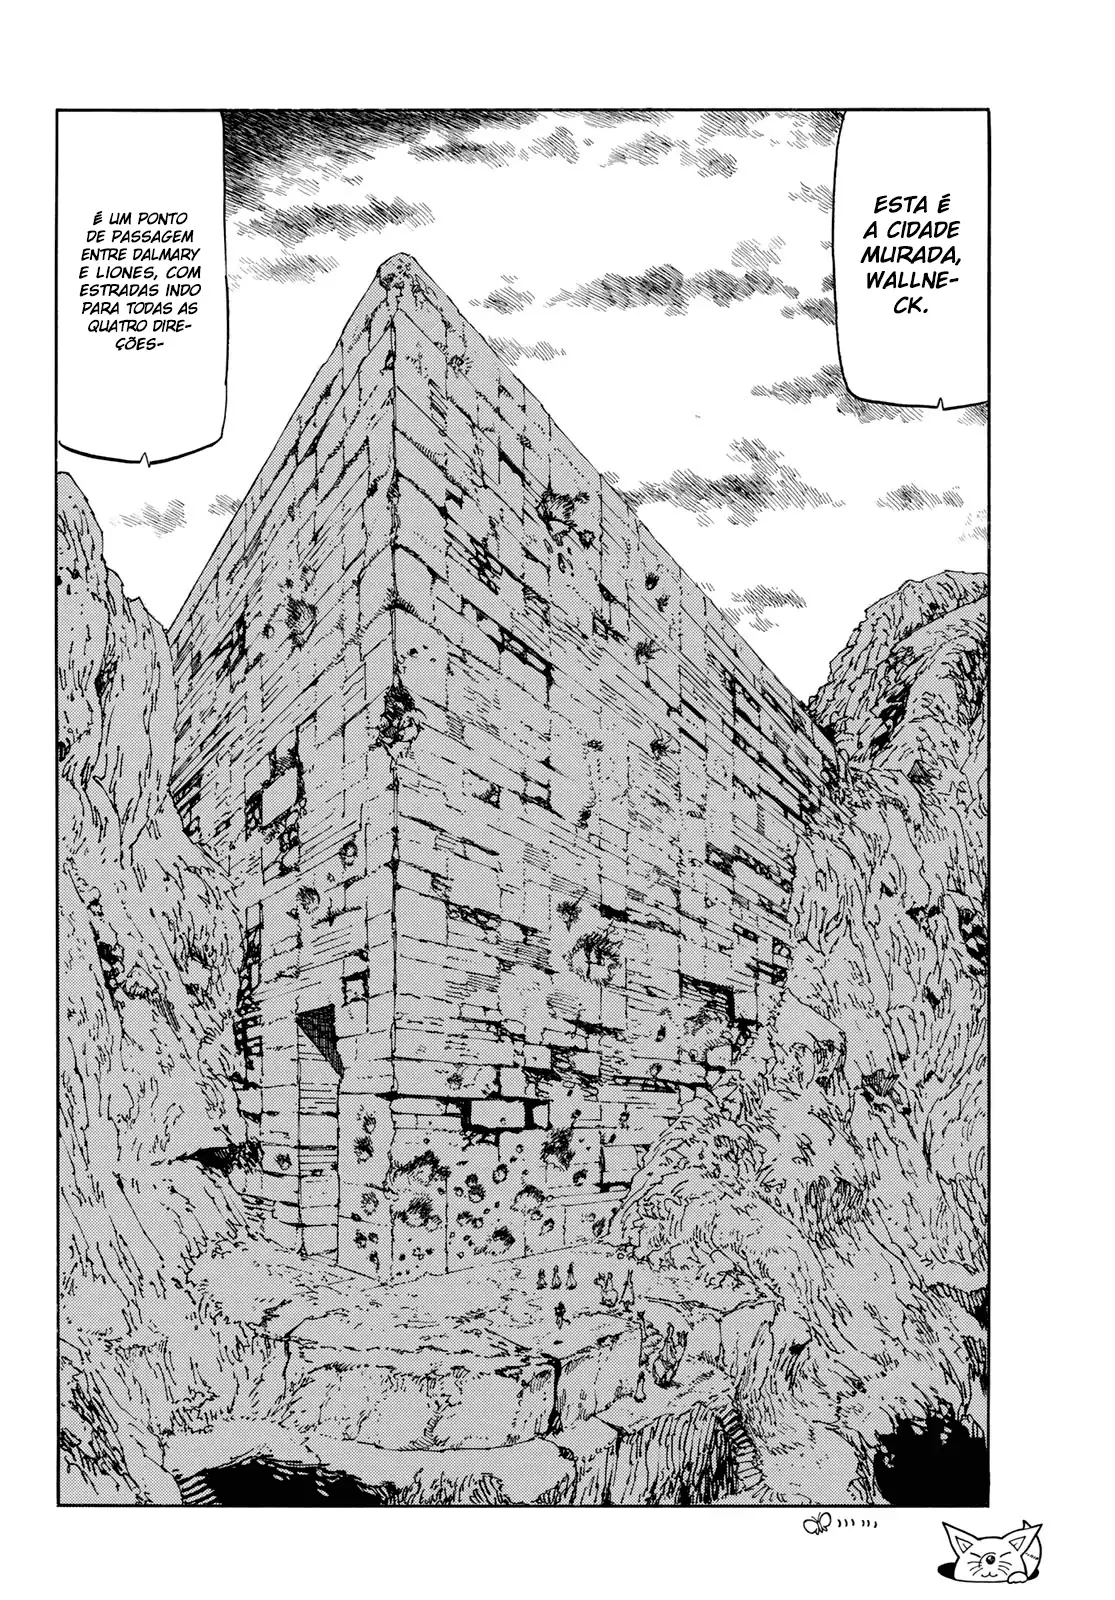 ESTA É
A CIDADE
MURADA,
WALLNE-
CK.
É UM PONTO
DE PASSAGEM
ENTRE DALMARY
E LIONES, COM
ESTRADAS INDO
PARA TODAS AS
QUATRO DIRE-
ÇÕES-